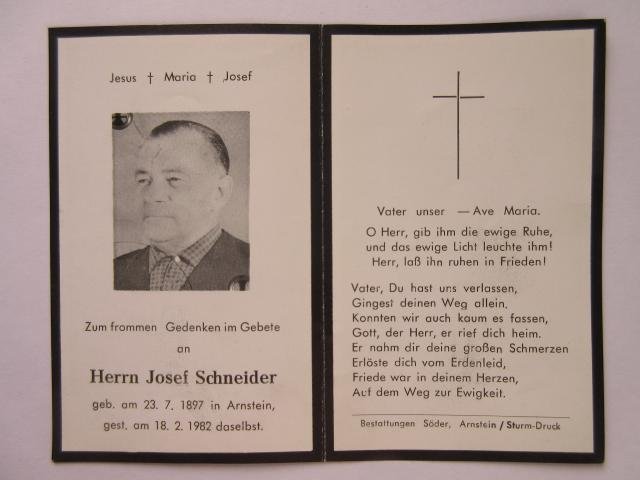 Jesus † Maria † Josef
Zum frommen Gedenken im Gebete
an
Herrn Josef Schneider
geb. am 23. 7. 1897 in Arnstein,
gest. am 18. 2. 1982 daselbst.
Vater unser — Ave Maria.
O Herr, gib ihm die ewige Ruhe,
und das ewige Licht leuchte ihm!
Herr, laß ihn ruhen in Frieden!
Vater, Du hast uns verlassen,
Gingest deinen Weg allein.
Konnten wir auch kaum es fassen,
Gott, der Herr, er rief dich heim.
Er nahm dir deine großen Schmerzen
Erlöste dich vom Erdenleid,
Friede war in deinem Herzen,
Auf dem Weg zur Ewigkeit.
Bestattungen Söder, Arnstein / Sturm-Druck